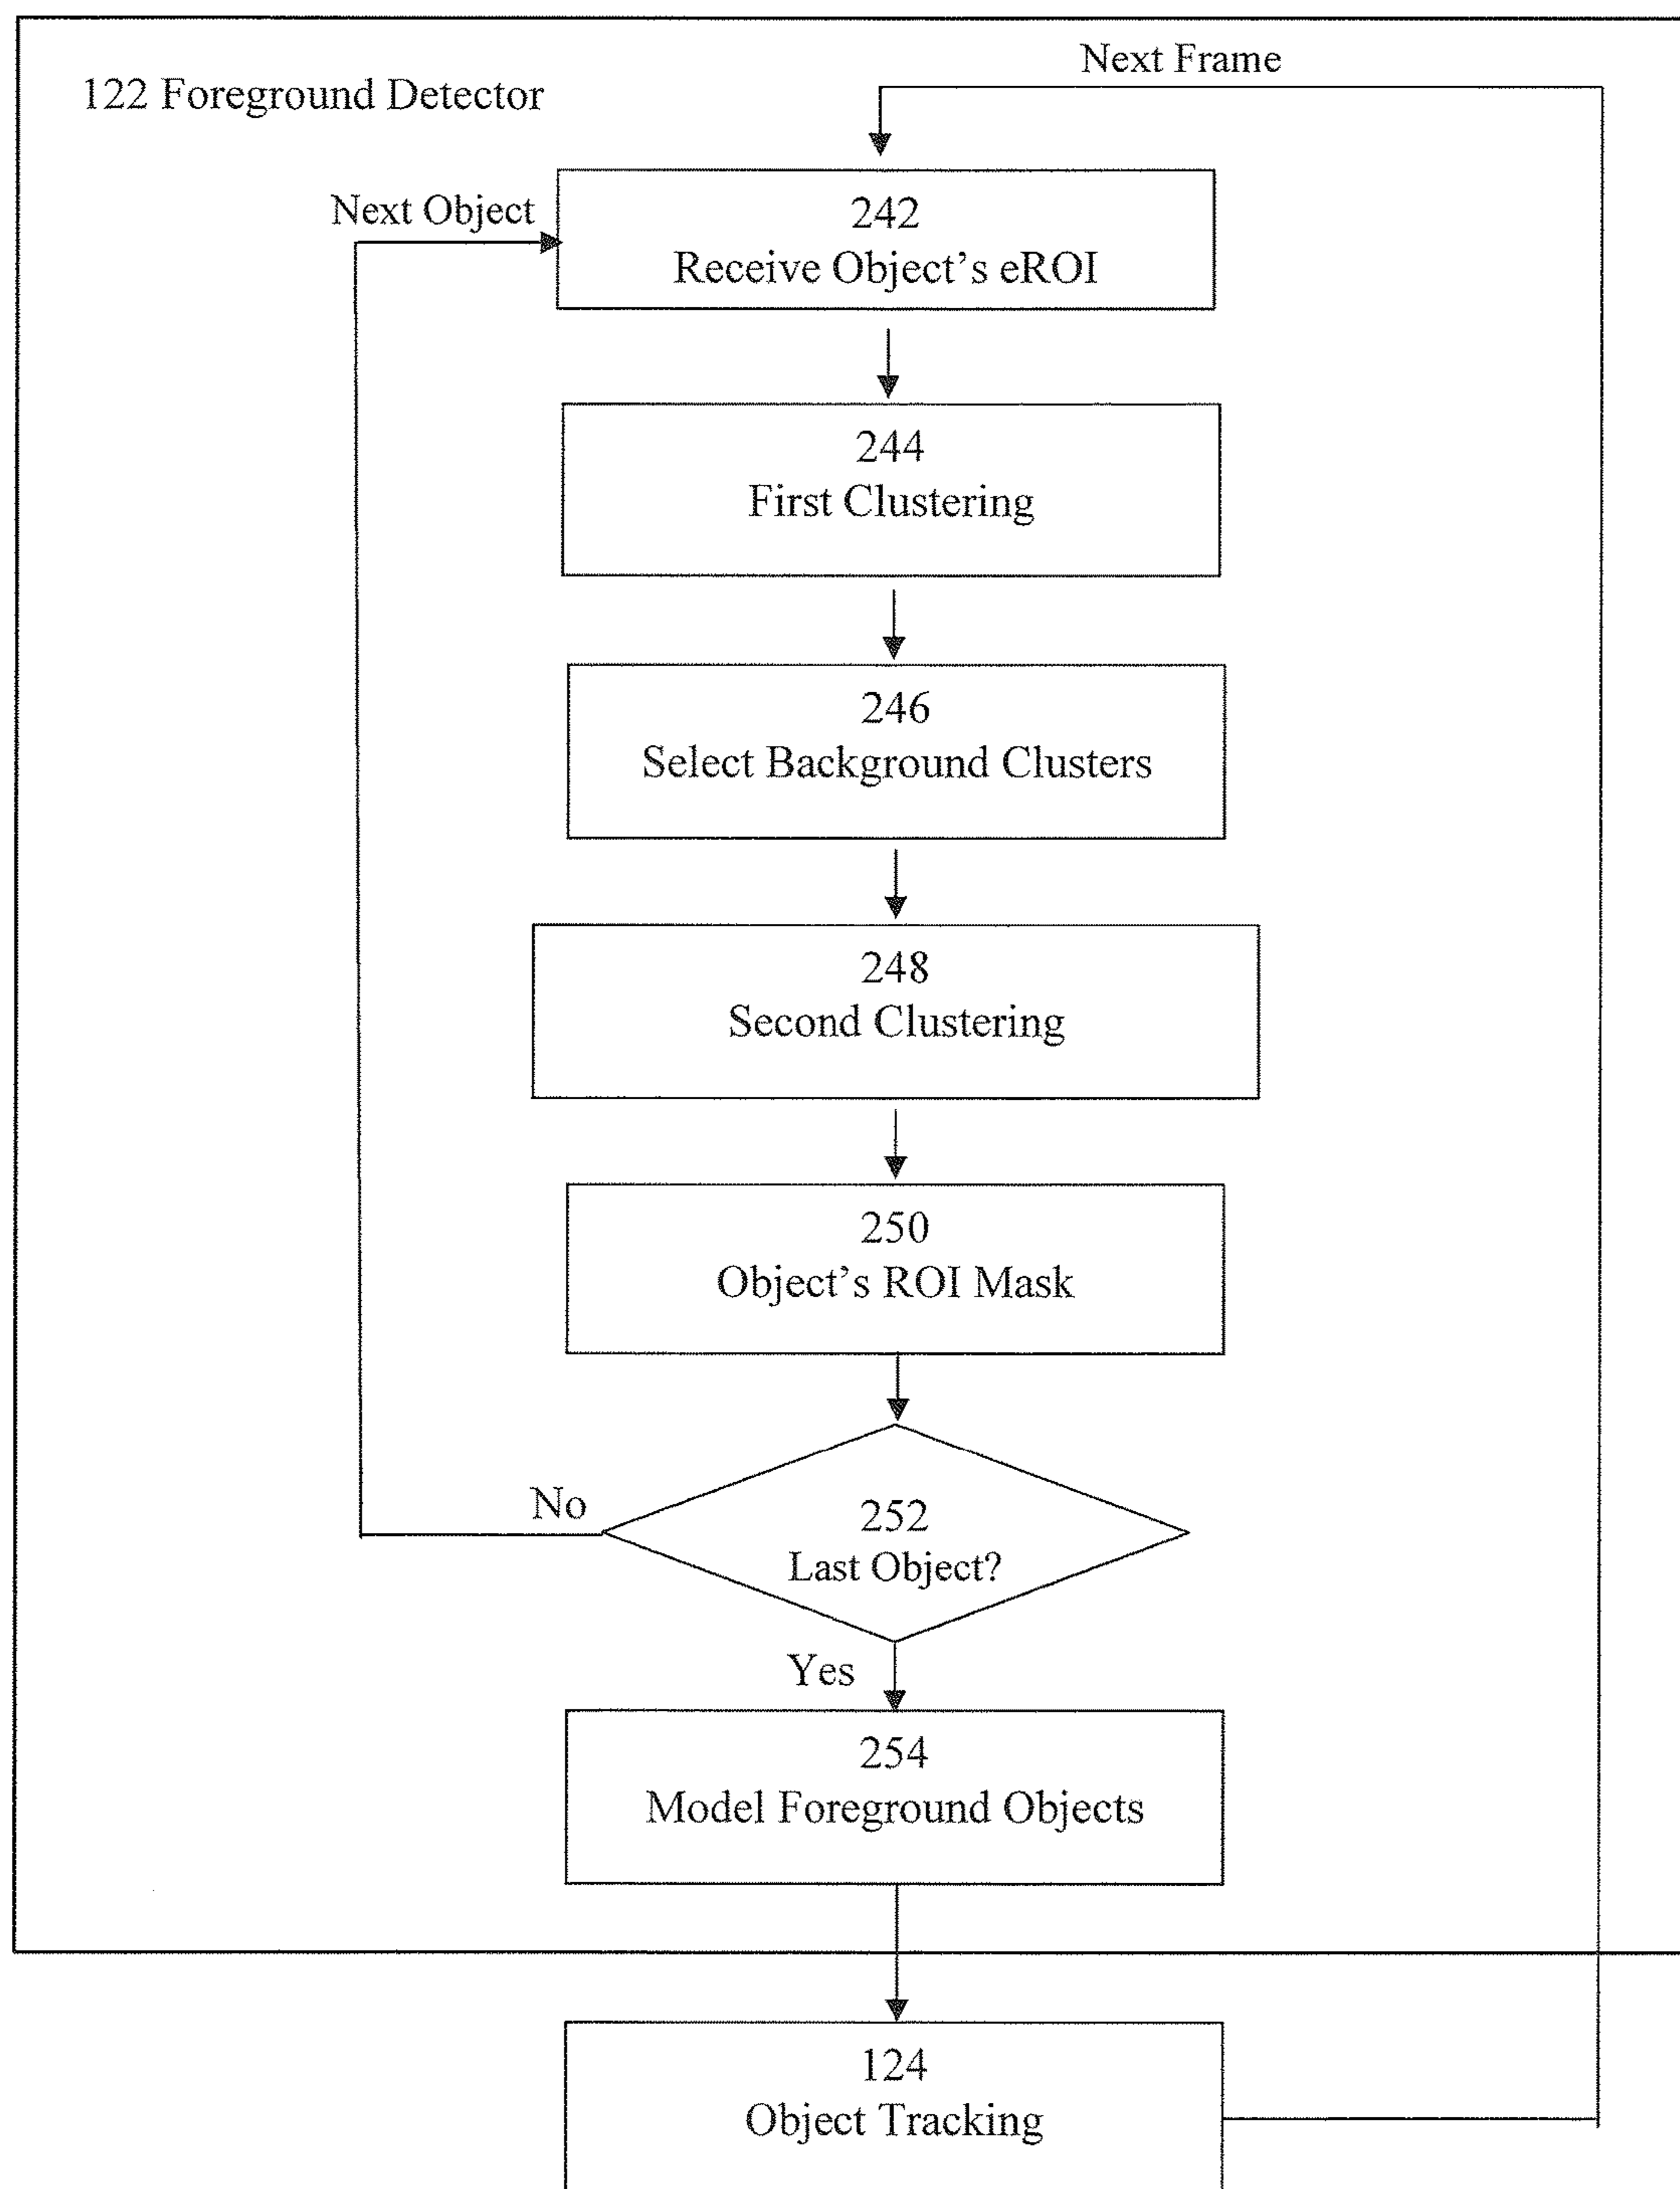 Next Frame
122 Foreground Detector
Next Object
242
Receive Object’s eROI
244
First Clustering
246
Select Background Clusters
248
Second Clustering
250
Object’s ROI Mask
No
252
Last Object?
Yes
254
Model Foreground Objects
124
Object Tracking